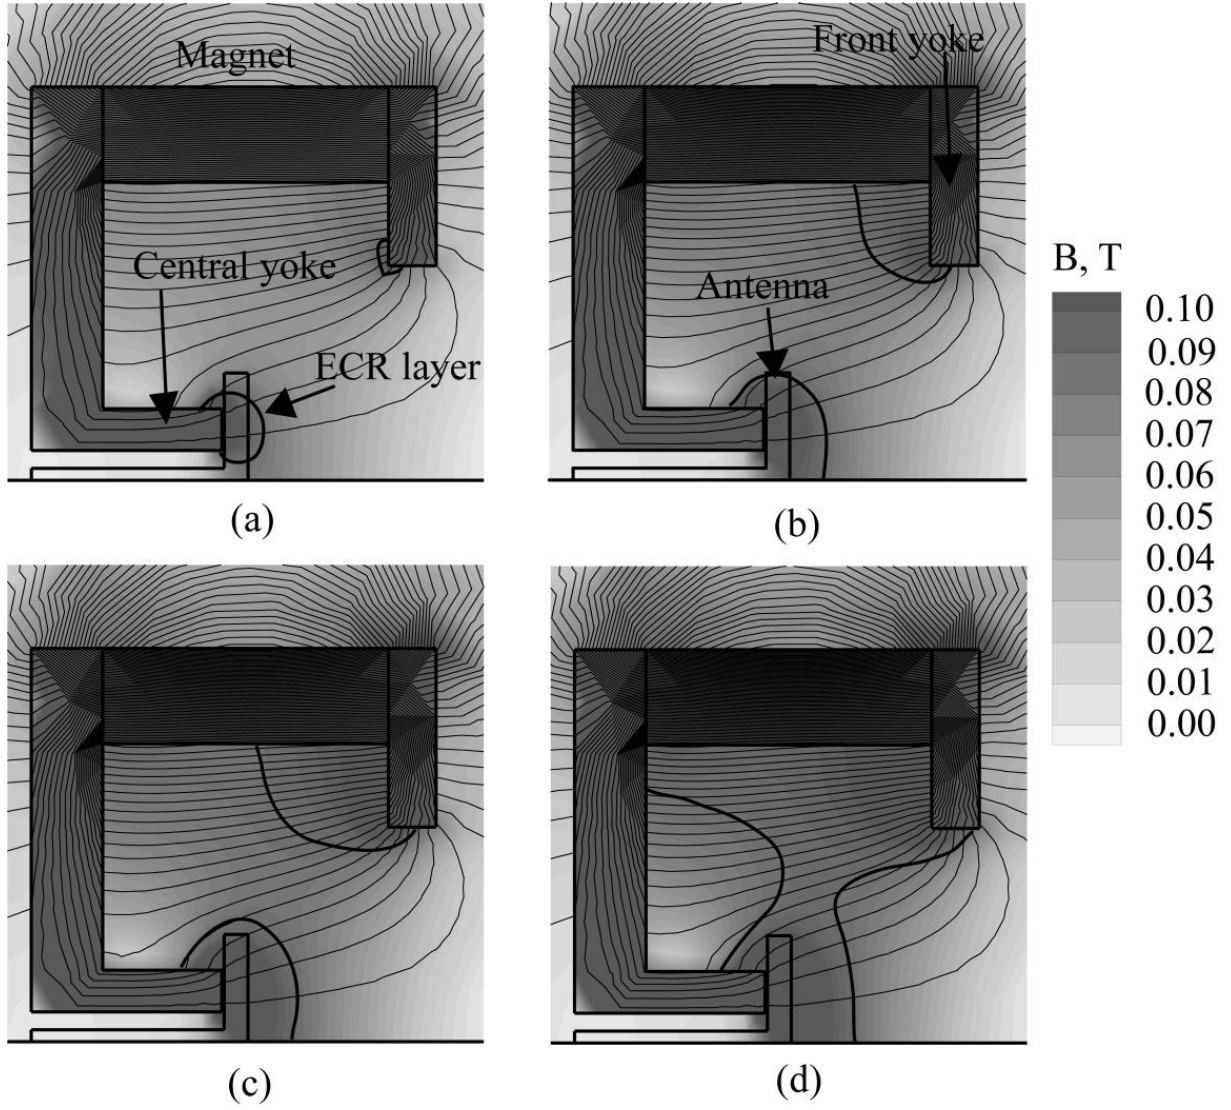 Magnet
Central yoke
ECR layer
(a)
Front yoke
Antenna
(b)
B, T
0.10
0.09
0.08
0.07
0.06
0.05
0.04
0.03
0.02
0.01
0.00
(c)
(d)